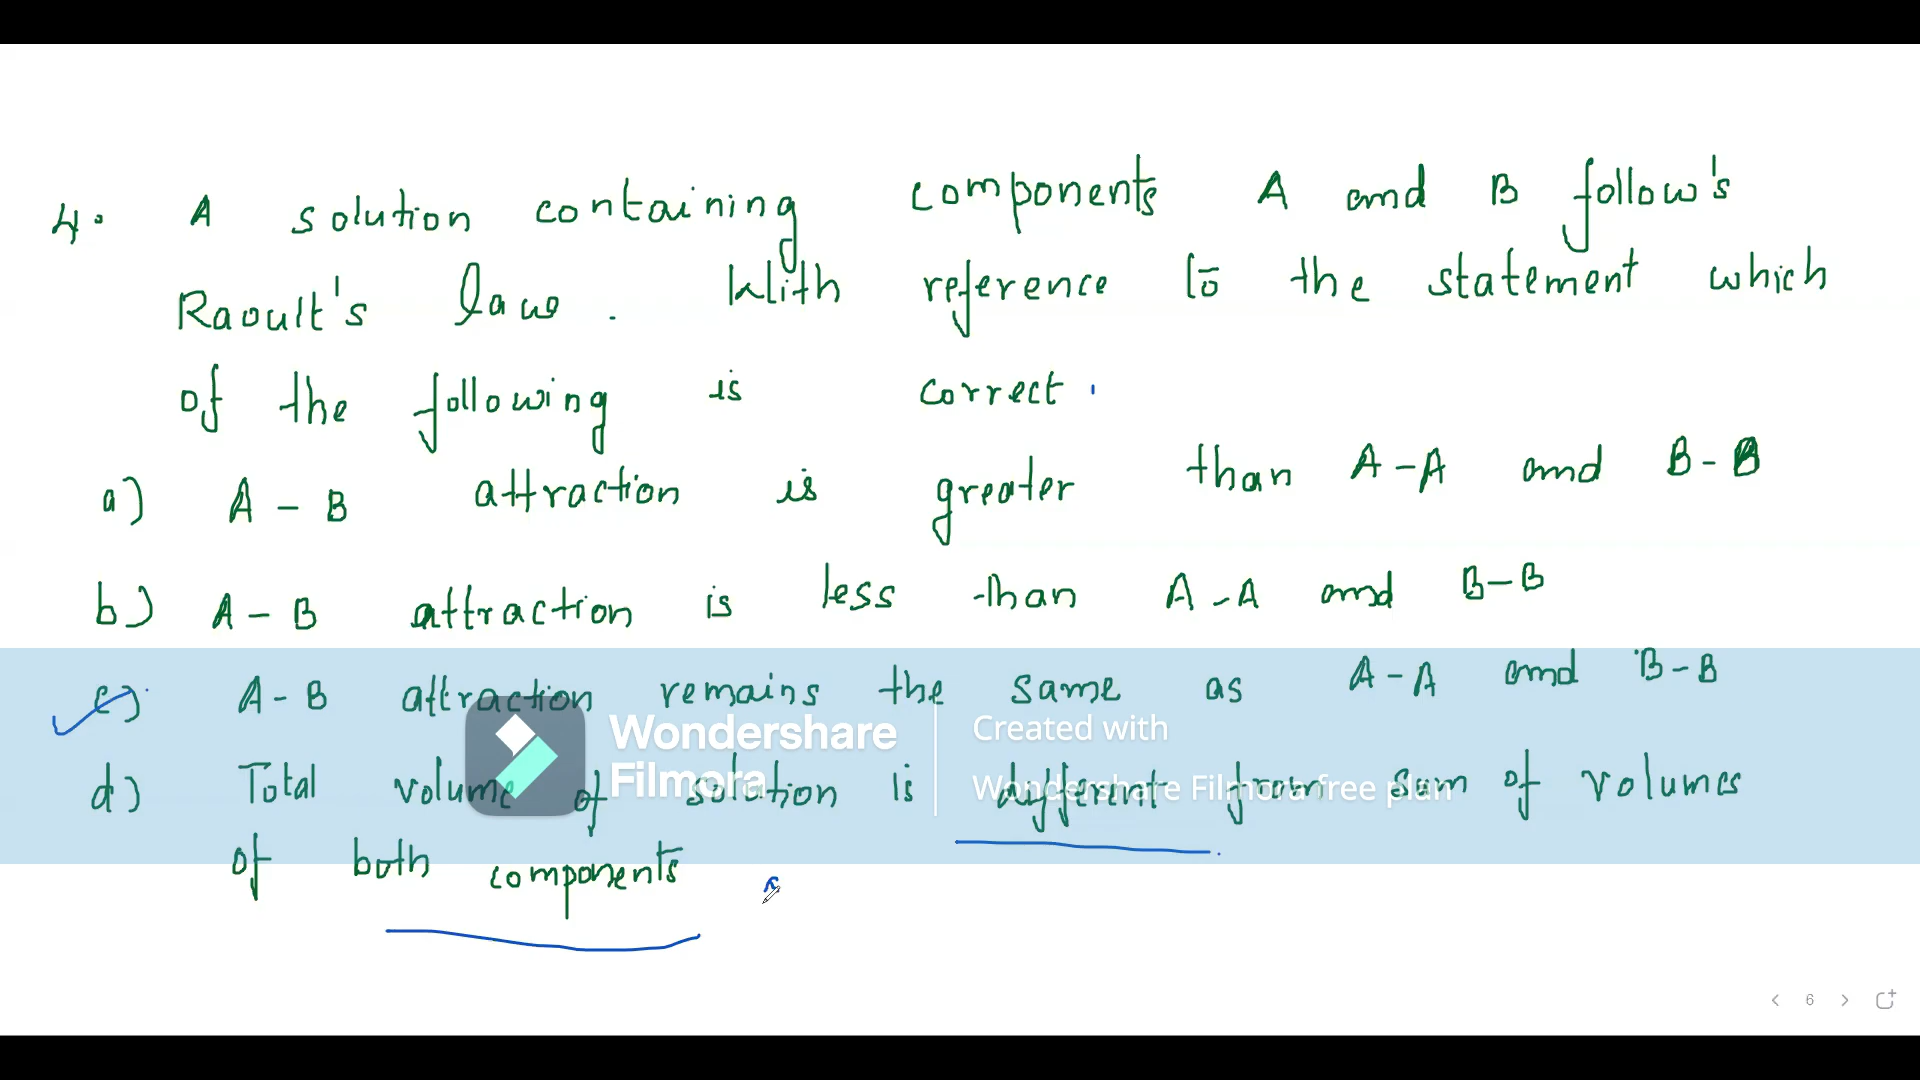 4. A solution containing components A and B follow's
Raoult's law. With reference to the statement which
of the following is correct.
a) A - B attraction is greater than A-A and B-B
b) A - B attraction is less than A-A and B-B
c) A-B attraction remains the same as A-A and B-B
Wondershare
Filmora
Created with
Wondershare Filmora free plan
d) Total volume of solution is different from sum of volumes
of both components
6